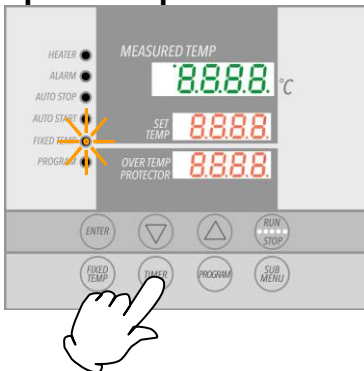 HEATER
MEASURED TEMP
ALARM
8.8.8.8. °C
AUTO STOP
AUTO START
SET TEMP 8.8.8.8.
FIXED TEMP
PROGRAM
OVER TEMP PROTECTOR 8.8.8.8.
ENTER
RUN
STOP
FIXED TEMP
TIMER
PROGRAM
SUB MENU